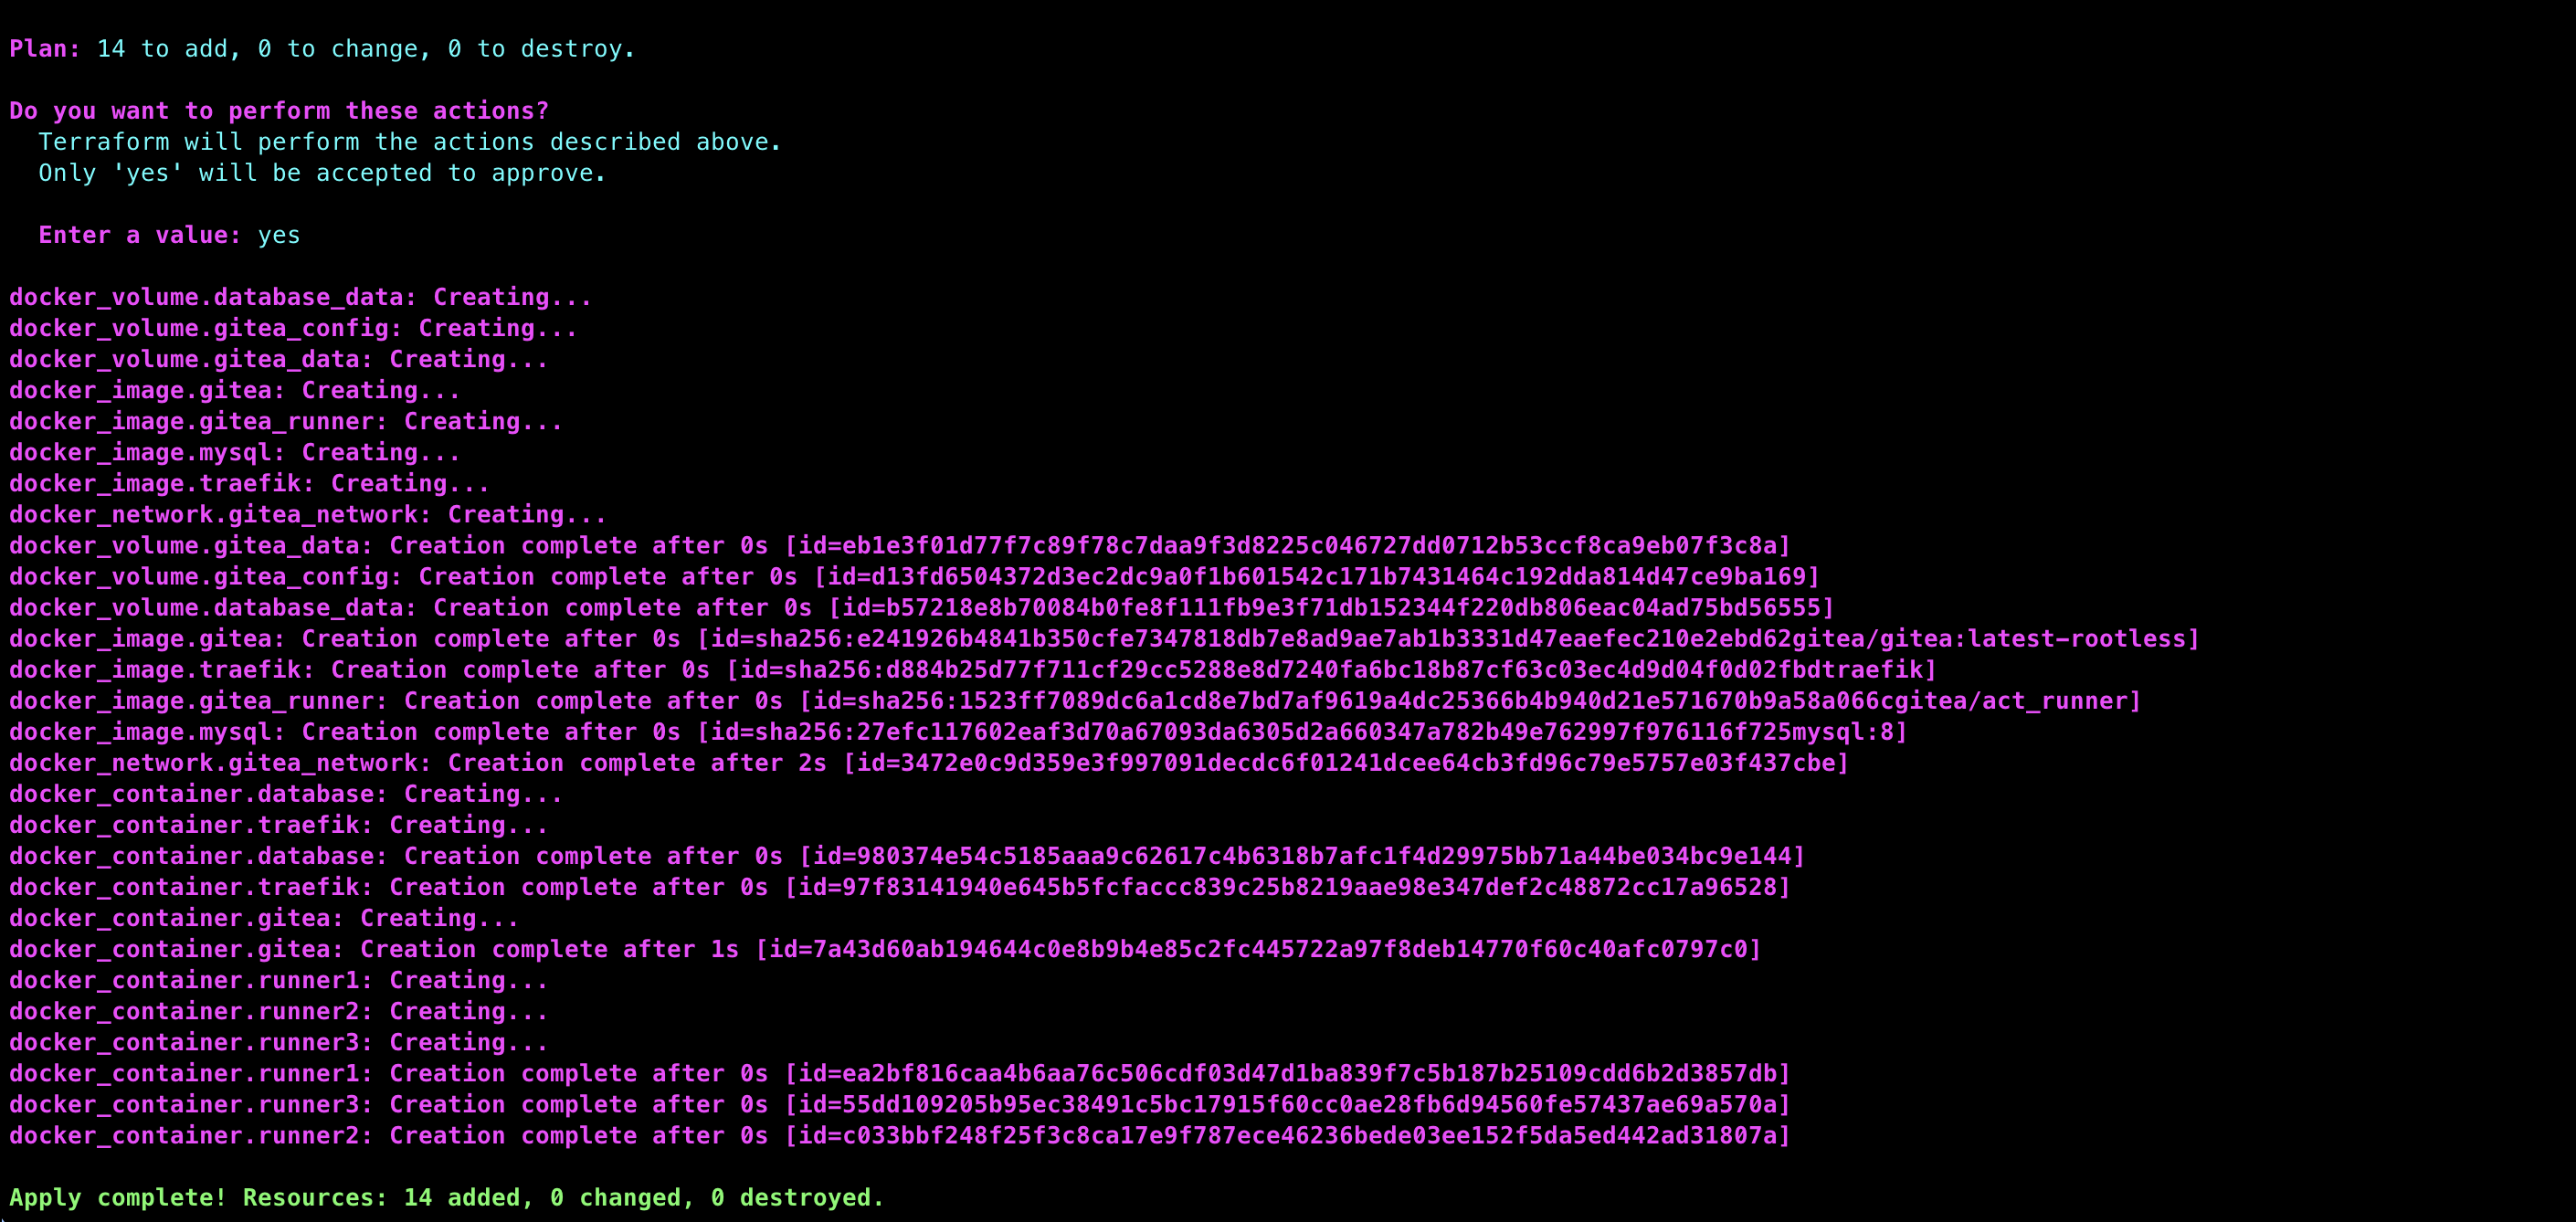 Plan: 14 to add, 0 to change, 0 to destroy.
Do you want to perform these actions?
Terraform will perform the actions described above.
Only 'yes' will be accepted to approve.
Enter a value: yes
docker_volume.database_data: Creating...
docker_volume.gitea_config: Creating...
docker_volume.gitea_data: Creating...
docker_image.gitea: Creating...
docker_image.gitea_runner: Creating...
docker_image.mysql: Creating...
docker_image.traefik: Creating...
docker_network.gitea_network: Creating...
docker_volume.gitea_data: Creation complete after 0s [id=eb1e3f01d77f7c89f78c7daa9f3d8225c046727dd0712b53ccf8ca9eb07f3c8a]
docker_volume.gitea_config: Creation complete after 0s [id=d13fd6504372d3ec2dc9a0f1b601542c171b7431464c192dda814d47ce9ba169]
docker_volume.database_data: Creation complete after 0s [id=b57218e8b70084b0fe8f111fb9e3f71db152344f220db806eac04ad75bd56555]
docker_image.gitea: Creation complete after 0s [id=sha256:e241926b4841b350cfe7347818db7e8ad9ae7ab1b3331d47eaefec210e2ebd62gitea/gitea:latest-rootless]
docker_image.traefik: Creation complete after 0s [id=sha256:d884b25d77f711cf29cc5288e8d7240fa6bc18b87cf63c03ec4d9d04f0d02fbdtraefik]
docker_image.gitea_runner: Creation complete after 0s [id=sha256:1523ff7089dc6a1cd8e7bd7af9619a4dc25366b4b940d21e571670b9a58a066cgitea/act_runner]
docker_image.mysql: Creation complete after 0s [id=sha256:27efc117602eaf3d70a67093da6305d2a660347a782b49e762997f976116f725mysql:8]
docker_network.gitea_network: Creation complete after 2s [id=3472e0c9d359e3f997091decdc6f01241dcee64cb3fd96c79e5757e03f437cbe]
docker_container.database: Creating...
docker_container.traefik: Creating...
docker_container.database: Creation complete after 0s [id=980374e54c5185aaa9c62617c4b6318b7afc1f4d29975bb71a44be034bc9e144]
docker_container.traefik: Creation complete after 0s [id=97f83141940e645b5fcfaccc839c25b8219aae98e347def2c48872cc17a96528]
docker_container.gitea: Creating...
docker_container.gitea: Creation complete after 1s [id=7a43d60ab194644c0e8b9b4e85c2fc445722a97f8deb14770f60c40afc0797c0]
docker_container.runner1: Creating...
docker_container.runner2: Creating...
docker_container.runner3: Creating...
docker_container.runner1: Creation complete after 0s [id=ea2bf816caa4b6aa76c506cdf03d47d1ba839f7c5b187b25109cdd6b2d3857db]
docker_container.runner3: Creation complete after 0s [id=55dd109205b95ec38491c5bc17915f60cc0ae28fb6d94560fe57437ae69a570a]
docker_container.runner2: Creation complete after 0s [id=c033bbf248f25f3c8ca17e9f787ece46236bede03ee152f5da5ed442ad31807a]
Apply complete! Resources: 14 added, 0 changed, 0 destroyed.